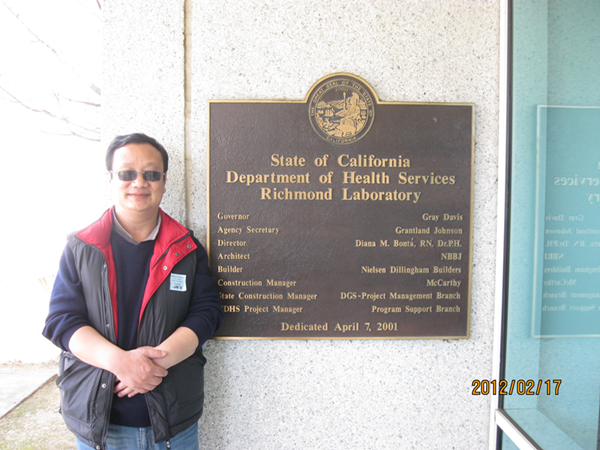 State of California
Department of Health Services
Richmond Laboratory
Governor Gray Davis
Agency Secretary Grantland Johnson
Director Diana M. Bontá, RN, Dr.P.H.
Architect NBBJ
Builder Nielsen Dillingham Builders
Construction Manager McCarthy
State Construction Manager DGS-Project Management Branch
DHS Project Manager Program Support Branch
Dedicated April 7, 2001
2012/02/17